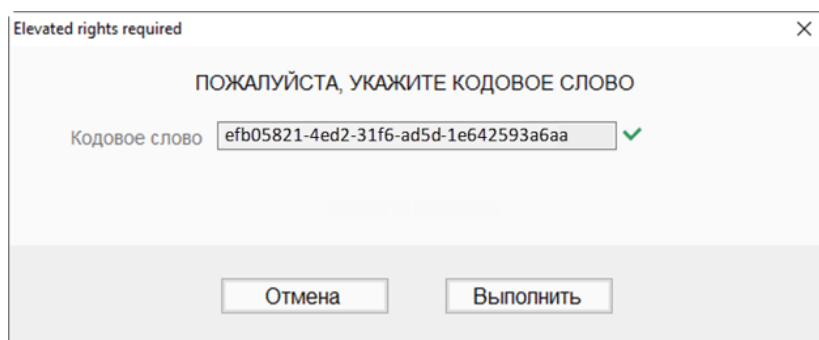 Elevated rights required
ПОЖАЛУЙСТА, УКАЖИТЕ КОДОВОЕ СЛОВО
Кодовое слово efb05821-4ed2-31f6-ad5d-1e642593a6aa
Отмена Выполнить